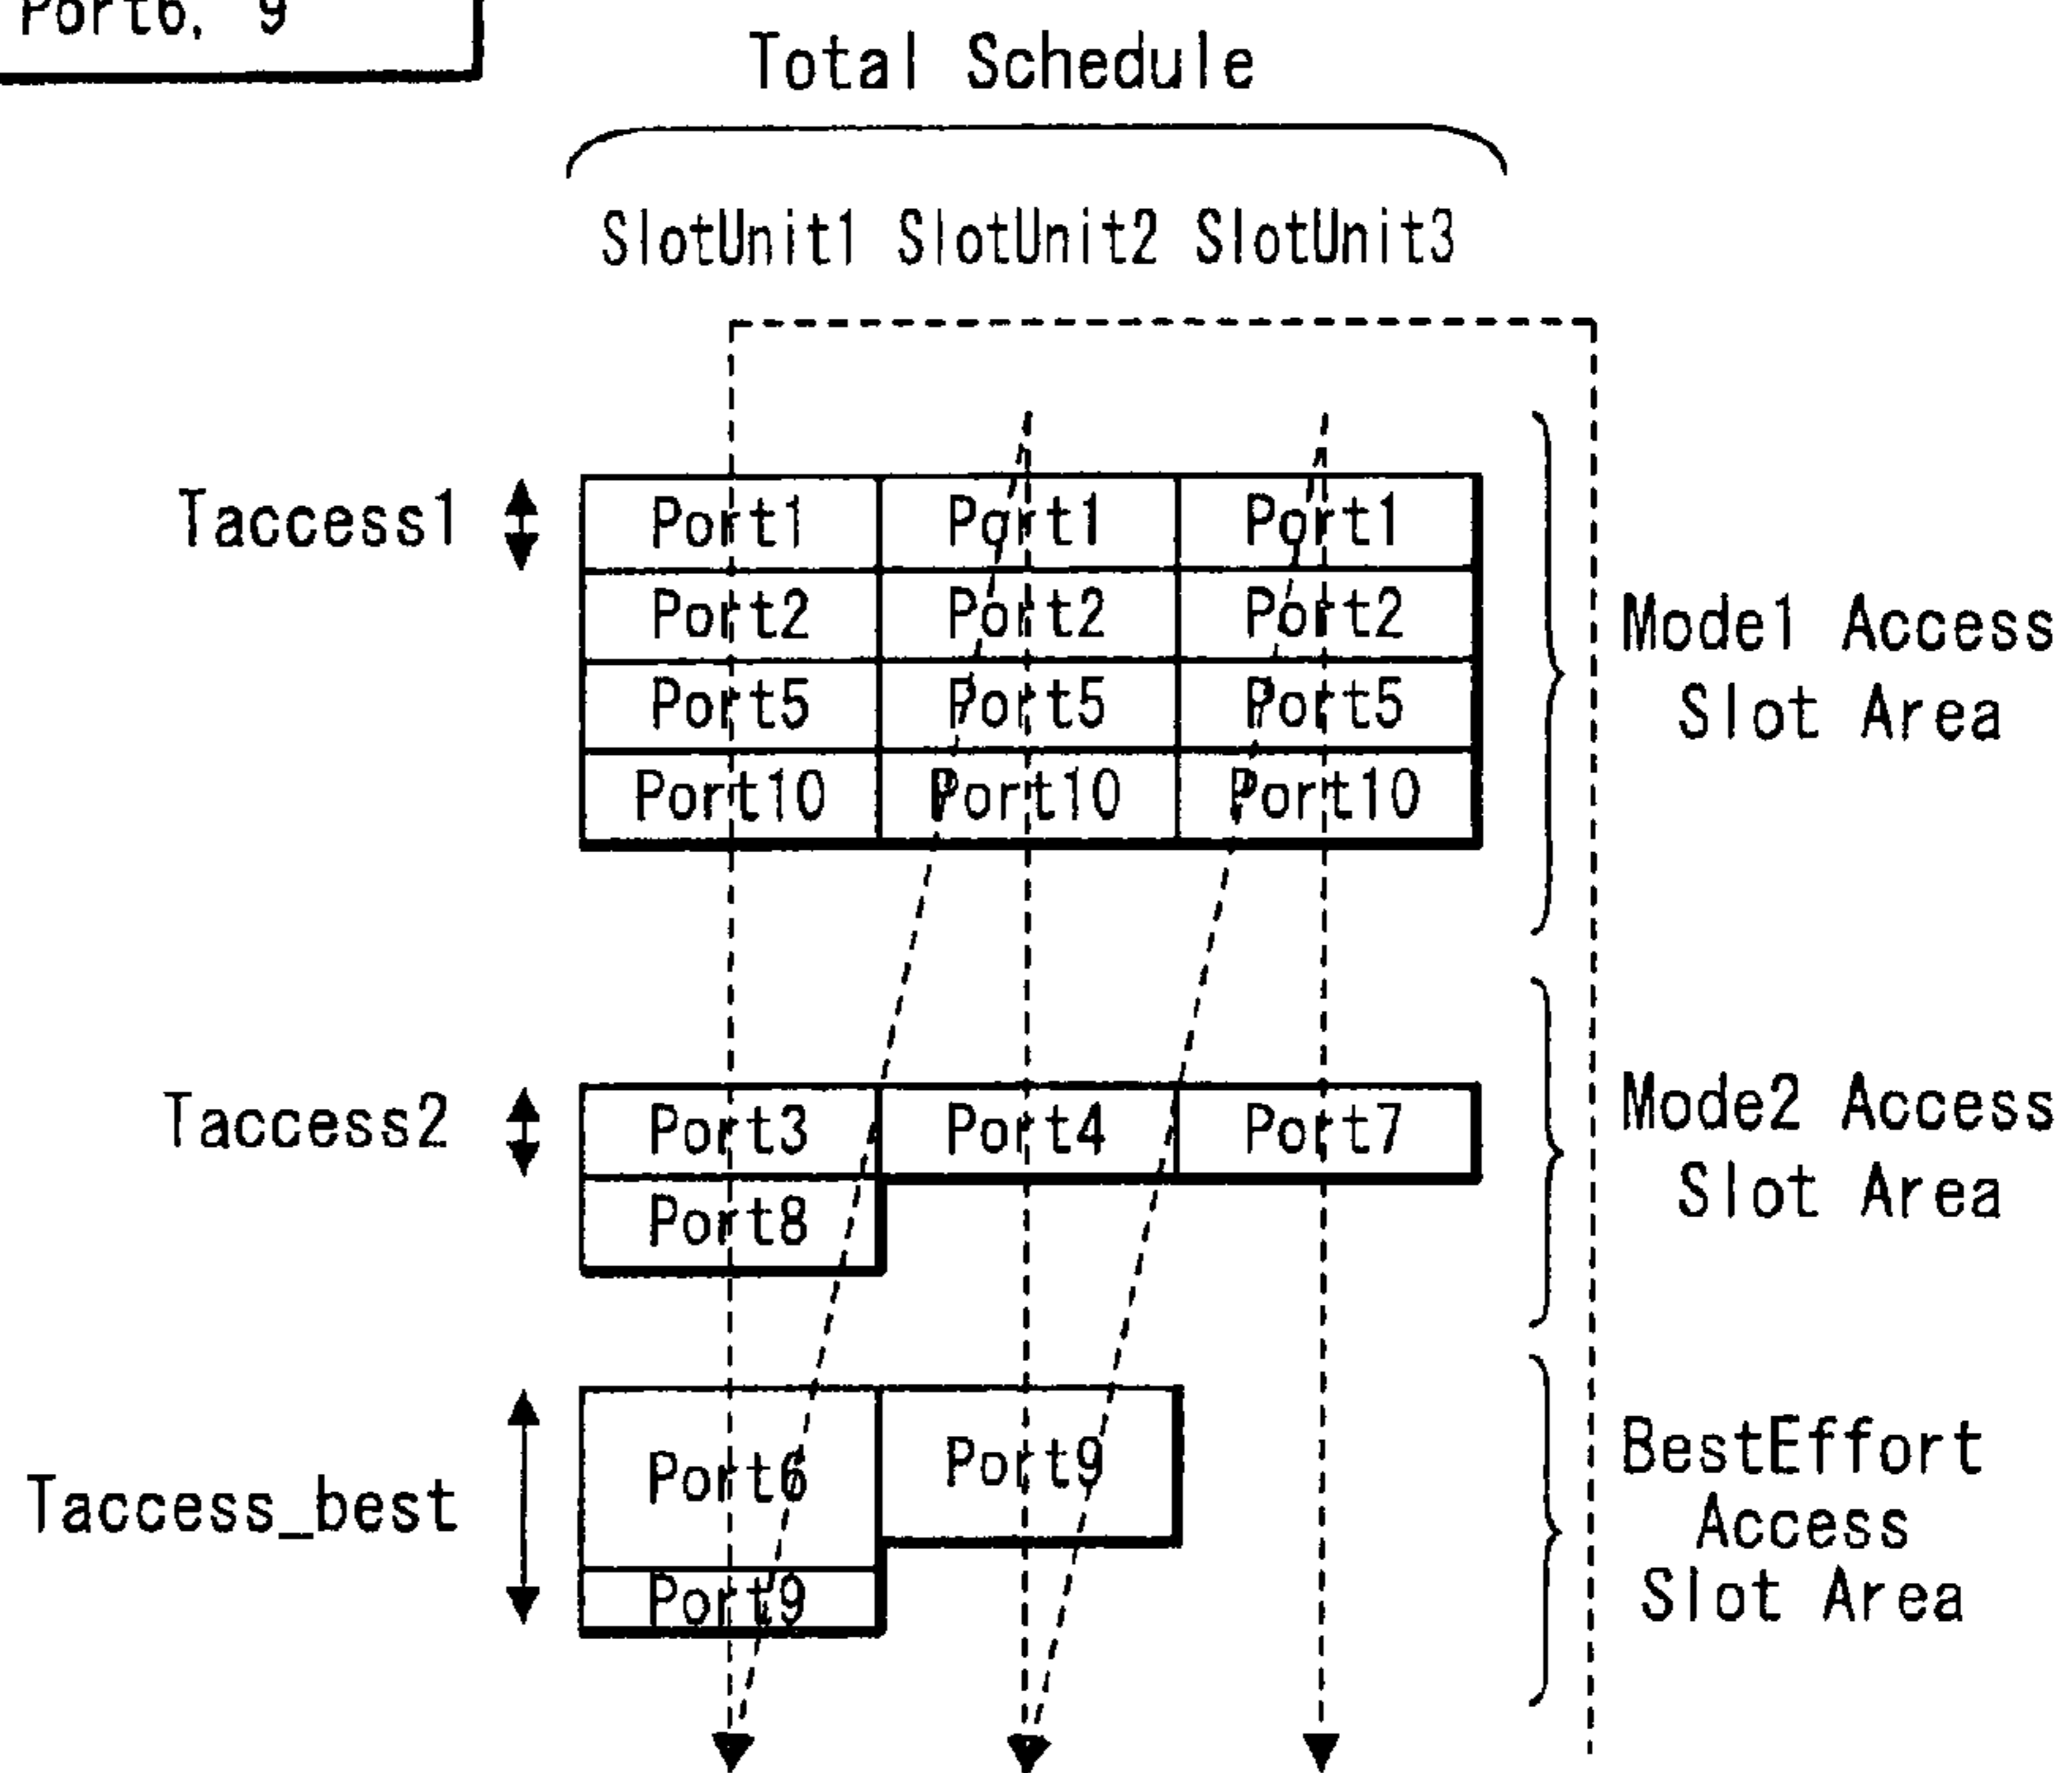 Port6, 9
Total Schedule
SlotUnit1 SlotUnit2 SlotUnit3
Taccess1
Port1 Port1 Port1
Port2 Port2 Port2
Port5 Port5 Port5
Port10 Port10 Port10
Mode1 Access
Slot Area
Taccess2
Port3 Port4 Port7
Port8
Mode2 Access
Slot Area
Taccess_best
Port6 Port9
Port9
BestEffort
Access
Slot Area